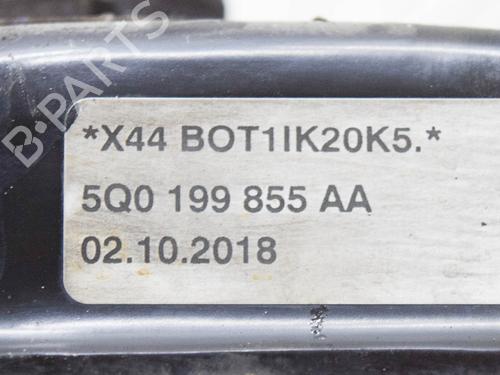 B-PARTS
*X44 BOT1IK20K5.*
5Q0 199 855 AA
02.10.2018